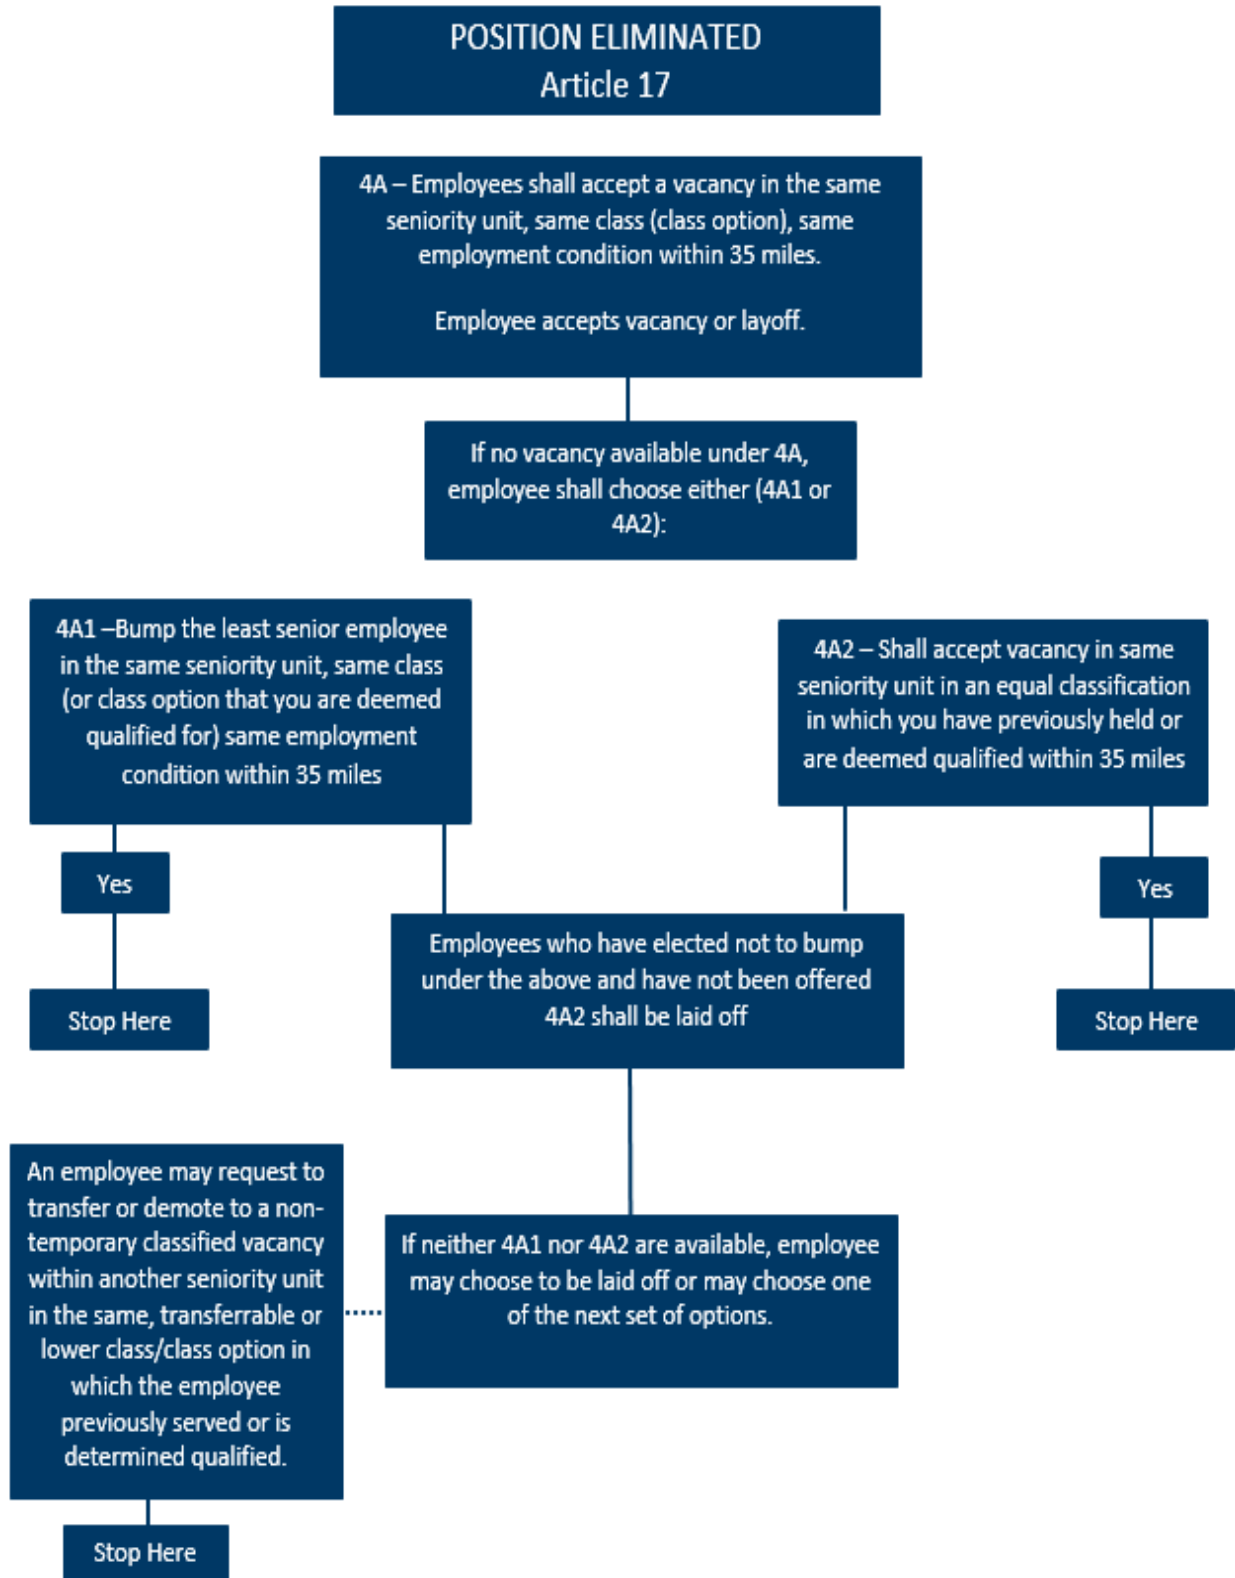 POSITION ELIMINATED
Article 17
4A – Employees shall accept a vacancy in the same
seniority unit, same class (class option), same
employment condition within 35 miles.
Employee accepts vacancy or layoff.
If no vacancy available under 4A,
employee shall choose either (4A1 or
4A2):
4A1 –Bump the least senior employee
in the same seniority unit, same class
(or class option that you are deemed
qualified for) same employment
condition within 35 miles
4A2 – Shall accept vacancy in same
seniority unit in an equal classification
in which you have previously held or
are deemed qualified within 35 miles
Yes
Yes
Employees who have elected not to bump
under the above and have not been offered
4A2 shall be laid off
Stop Here
Stop Here
An employee may request to
transfer or demote to a non-
temporary classified vacancy
within another seniority unit
in the same, transferrable or
lower class/class option in
which the employee
previously served or is
determined qualified.
If neither 4A1 nor 4A2 are available, employee
may choose to be laid off or may choose one
of the next set of options.
Stop Here